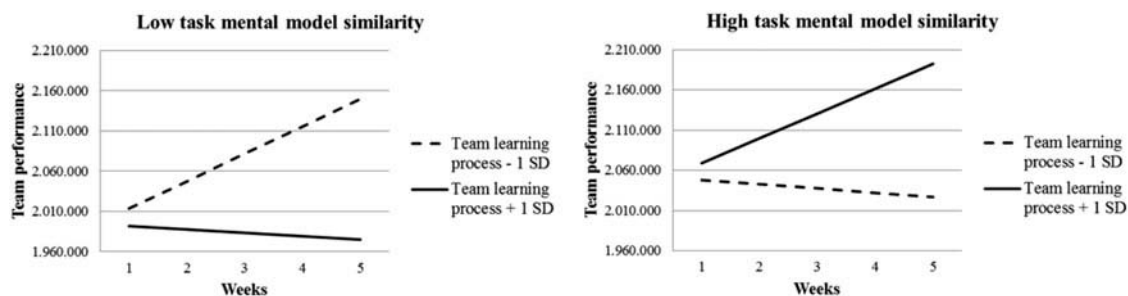 Low task mental model similarity
Team performance
2.210.000
2.160.000
2.110.000
2.060.000
2.010.000
1.960.000
1 2 3 4 5
Weeks
Team learning
process - 1 SD
Team learning
process + 1 SD
High task mental model similarity
Team performance
2.210.000
2.160.000
2.110.000
2.060.000
2.010.000
1.960.000
1 2 3 4 5
Weeks
Team learning
process - 1 SD
Team learning
process + 1 SD